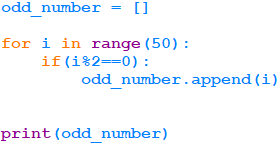 odd_number = []
for i in range(50):
    if(i%2==0):
        odd_number.append(i)
print(odd_number)